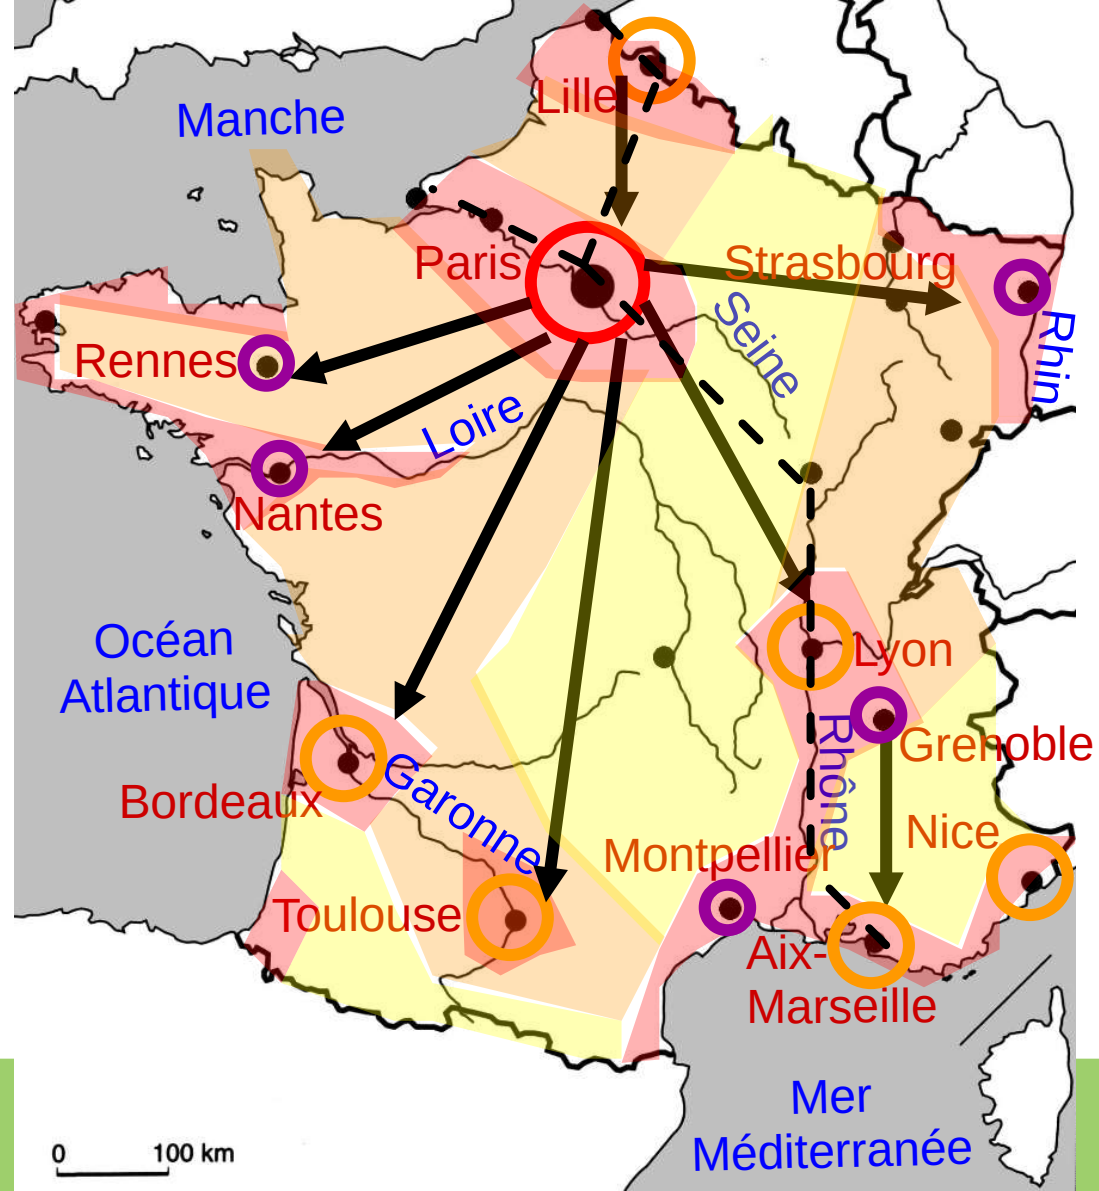 Manche
Lille
Paris
Strasbourg
Seine
Rhin
Rennes
Loire
Nantes
Océan
Atlantique
Lyon
Rhône
Grenoble
Bordeaux
Garonne
Montpellier
Nice
Toulouse
Aix-
Marseille
Mer
Méditerranée
0 100 km